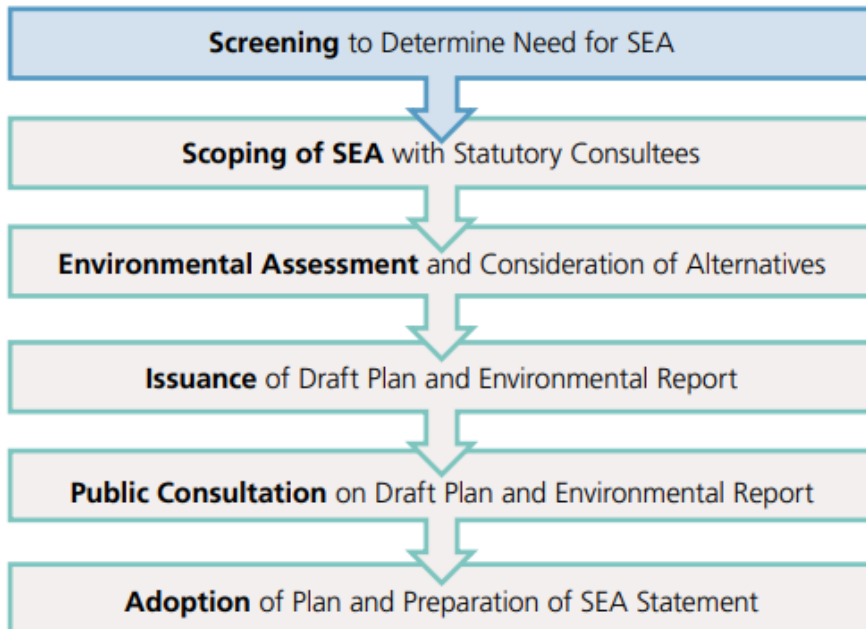 Screening to Determine Need for SEA
Scoping of SEA with Statutory Consultees
Environmental Assessment and Consideration of Alternatives
Issuance of Draft Plan and Environmental Report
Public Consultation on Draft Plan and Environmental Report
Adoption of Plan and Preparation of SEA Statement